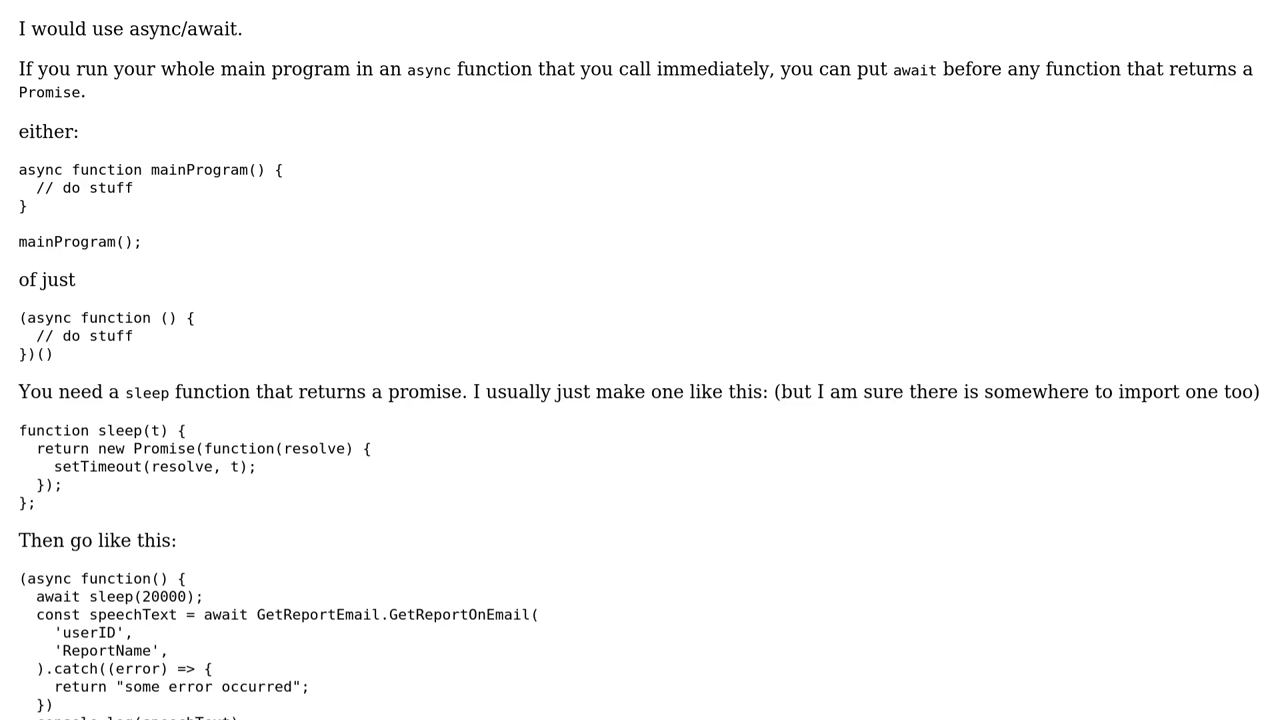 I would use async/await.
If you run your whole main program in an async function that you call immediately, you can put await before any function that returns a
Promise.
either:
async function mainProgram() {
  // do stuff
}
mainProgram();
of just
(async function () {
  // do stuff
})()
You need a sleep function that returns a promise. I usually just make one like this: (but I am sure there is somewhere to import one too)
function sleep(t) {
  return new Promise(function(resolve) {
    setTimeout(resolve, t);
  });
};
Then go like this:
(async function() {
  await sleep(20000);
  const speechText = await GetReportEmail.GetReportOnEmail(
    'userID',
    'ReportName',
  ).catch((error) => {
    return "some error occurred";
  })
  console.log(speechText)